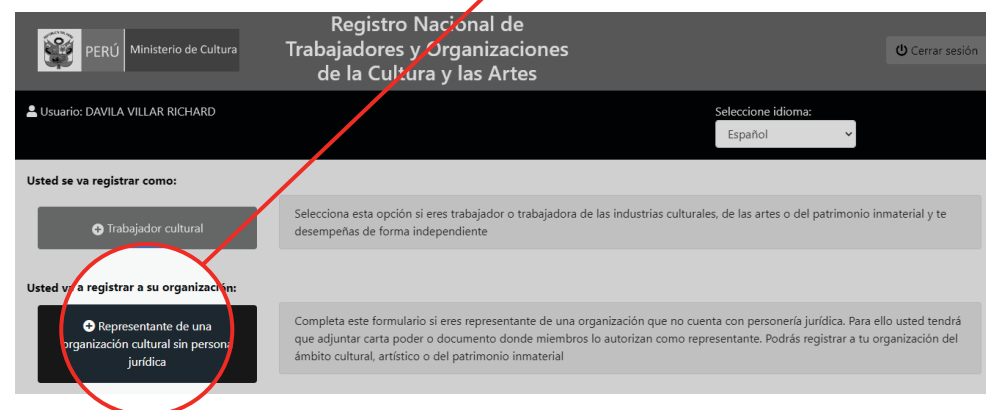 Registro Nacional de
Trabajadores y Organizaciones
de la Cultura y las Artes
PERÚ Ministerio de Cultura
Cerrar sesión
Usuario: DAVILA VILLAR RICHARD
Seleccione idioma:
Español
Usted se va registrar como:
Trabajador cultural
Selecciona esta opción si eres trabajador o trabajadora de las industrias culturales, de las artes o del patrimonio inmaterial y te
desempeñas de forma independiente
Usted va a registrar a su organización:
Representante de una
organización cultural sin persona
jurídica
Completa este formulario si eres representante de una organización que no cuenta con personería jurídica. Para ello usted tendrá
que adjuntar carta poder o documento donde miembros lo autorizan como representante. Podrás registrar a tu organización del
ámbito cultural, artístico o del patrimonio inmaterial